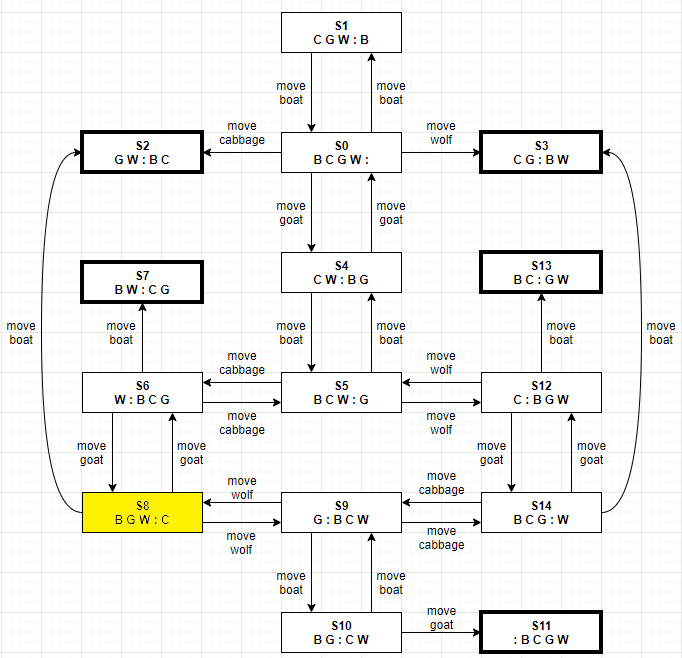 S1
C G W : B
move
boat
move
boat
S2
G W : B C
move
cabbage
S0
B C G W :
move
wolf
S3
C G : B W
move
goat
move
goat
S7
B W : C G
S4
C W : B G
S13
B C : G W
move
boat
move
boat
move
boat
move
boat
move
boat
move
boat
move
cabbage
move
wolf
S6
W : B C G
S5
B C W : G
S12
C : B G W
move
cabbage
move
wolf
move
goat
move
goat
move
goat
move
goat
move
wolf
move
cabbage
S8
B G W : C
S9
G : B C W
S14
B C G : W
move
wolf
move
cabbage
move
boat
move
boat
S10
B G : C W
move
goat
S11
: B C G W